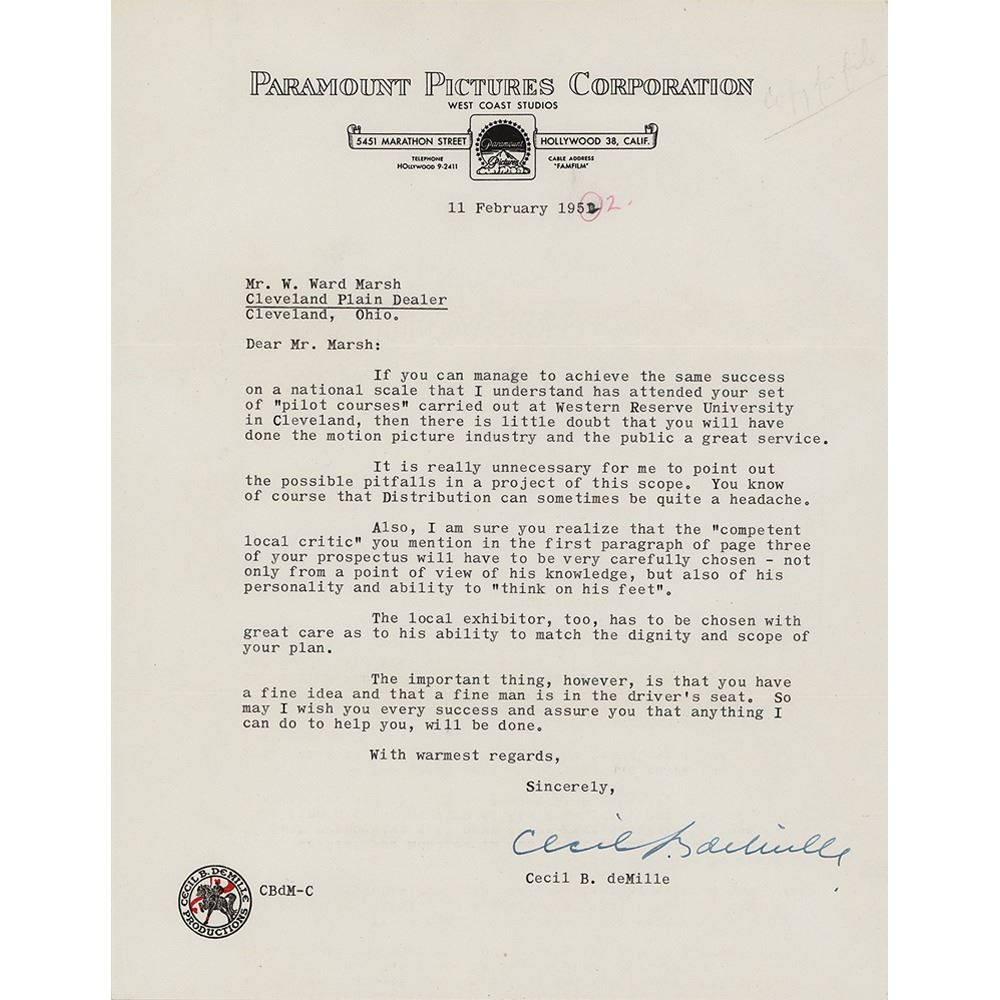 PARAMOUNT PICTURES CORPORATION
WEST COAST STUDIOS
5451 MARATHON STREET
Paramount
Pictures
HOLLYWOOD 38, CALIF.
TELEPHONE
HOLLYWOOD 9-2411
CABLE ADDRESS
"FAMFILM"
copy to file
11 February 1952 2.
Mr. W. Ward Marsh
Cleveland Plain Dealer
Cleveland, Ohio.
Dear Mr. Marsh:
If you can manage to achieve the same success
on a national scale that I understand has attended your set
of "pilot courses" carried out at Western Reserve University
in Cleveland, then there is little doubt that you will have
done the motion picture industry and the public a great service.
It is really unnecessary for me to point out
the possible pitfalls in a project of this scope. You know
of course that Distribution can sometimes be quite a headache.
Also, I am sure you realize that the "competent
local critic" you mention in the first paragraph of page three
of your prospectus will have to be very carefully chosen - not
only from a point of view of his knowledge, but also of his
personality and ability to "think on his feet".
The local exhibitor, too, has to be chosen with
great care as to his ability to match the dignity and scope of
your plan.
The important thing, however, is that you have
a fine idea and that a fine man is in the driver's seat. So
may I wish you every success and assure you that anything I
can do to help you, will be done.
With warmest regards,
Sincerely,
Cecil B deMille
Cecil B. deMille
CECIL B. DEMILLE
PRODUCTIONS
CBdM-C